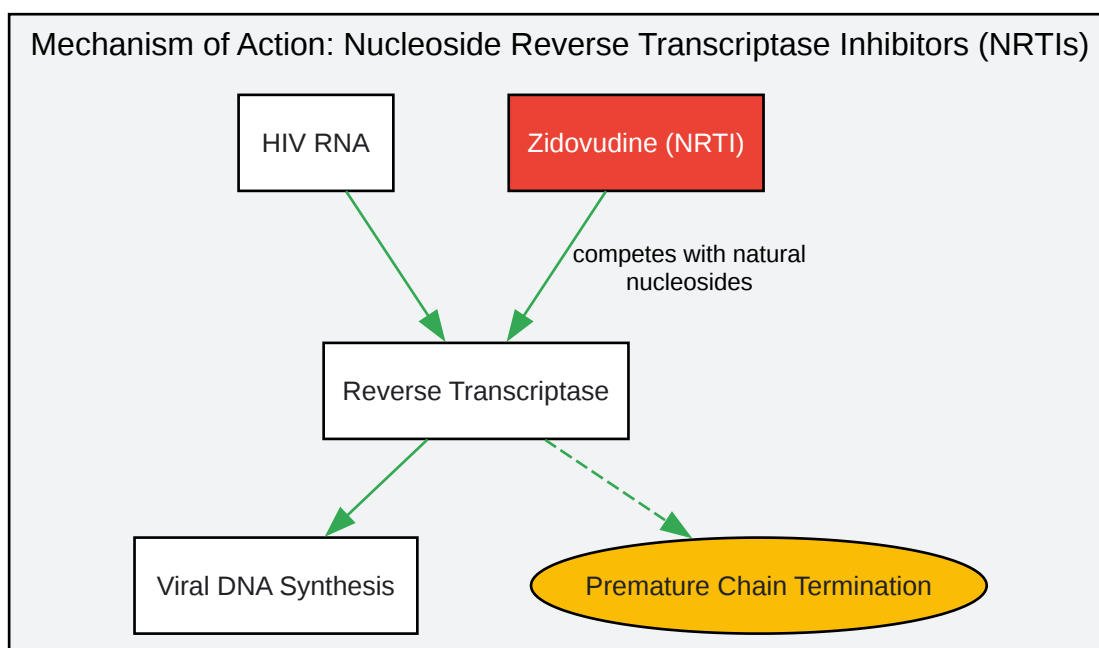 Mechanism of Action: Nucleoside Reverse Transcriptase Inhibitors (NRTIs)
HIV RNA
Zidovudine (NRTI)
competes with natural
nucleosides
Reverse Transcriptase
Viral DNA Synthesis
Premature Chain Termination